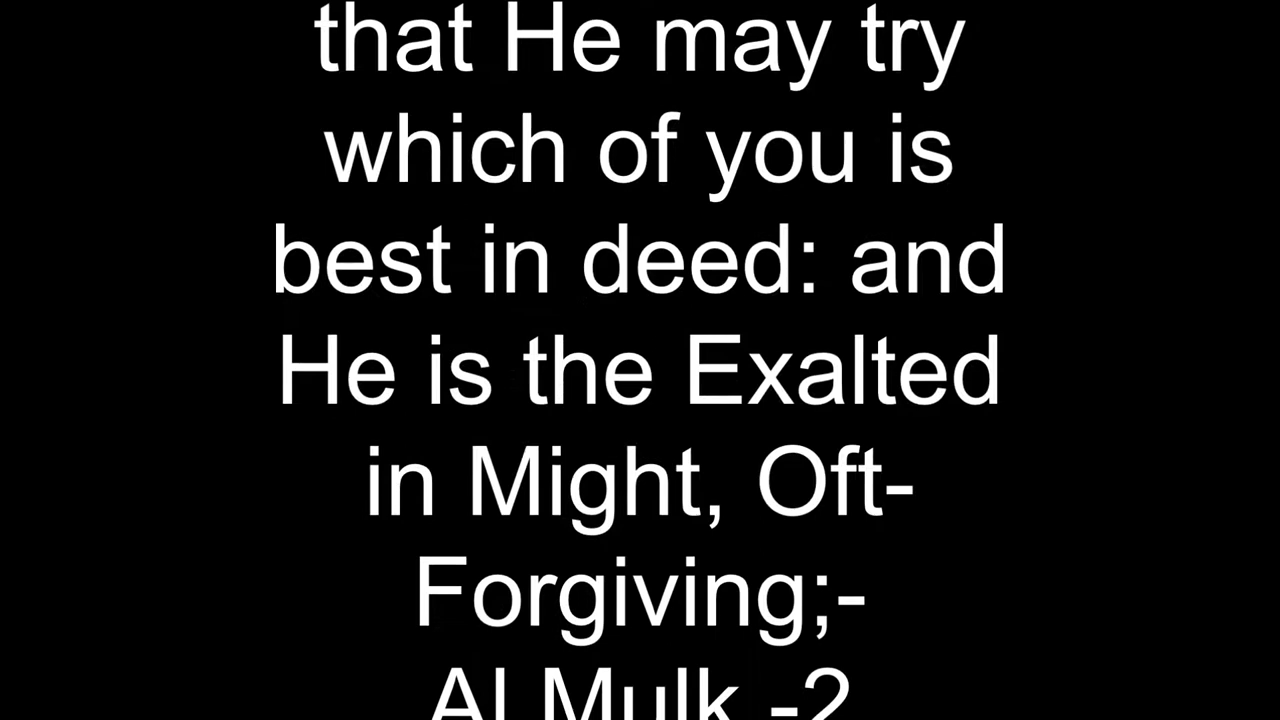 that He may try
which of you is
best in deed: and
He is the Exalted
in Might, Oft-
Forgiving;-
Al Mulk -2